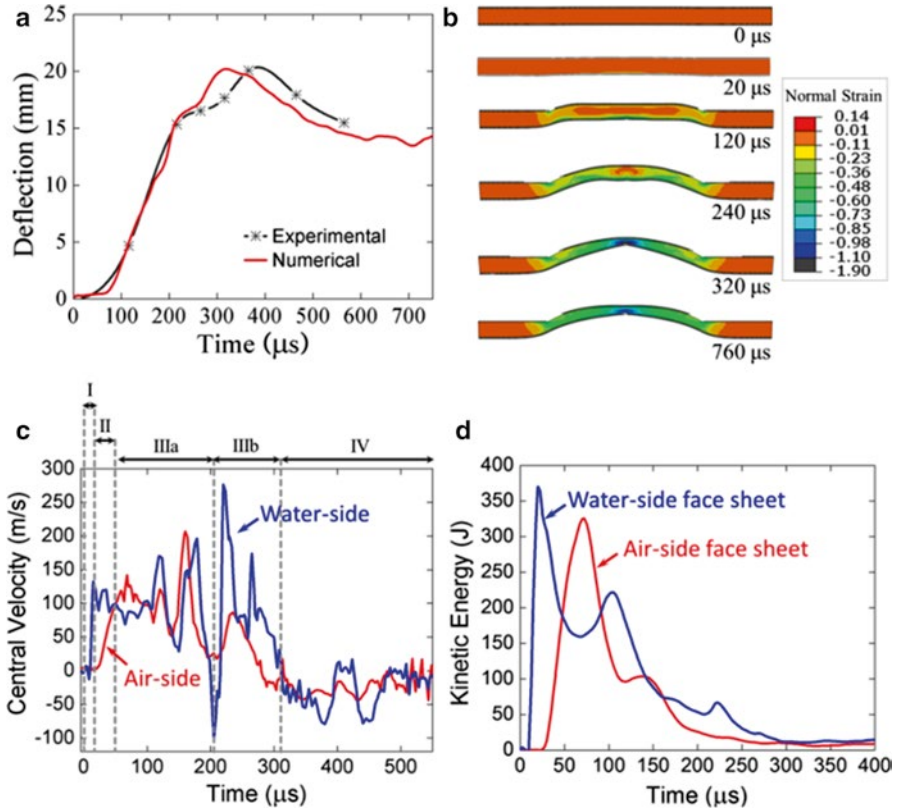 a
Deflection (mm)
25
20
15
10
5
0
Experimental
Numerical
0 100 200 300 400 500 600 700
Time (μs)
b
0 μs
20 μs
120 μs
240 μs
320 μs
760 μs
Normal Strain
0.14
0.01
-0.11
-0.23
-0.36
-0.48
-0.60
-0.73
-0.85
-0.98
-1.10
-1.90
c
I
II
IIIa
IIIb
IV
Central Velocity (m/s)
300
250
200
150
100
50
0
-50
-100
Water-side
Air-side
0 100 200 300 400 500
Time (μs)
d
Kinetic Energy (J)
400
350
300
250
200
150
100
50
0
Water-side face sheet
Air-side face sheet
0 50 100 150 200 250 300 350 400
Time (μs)